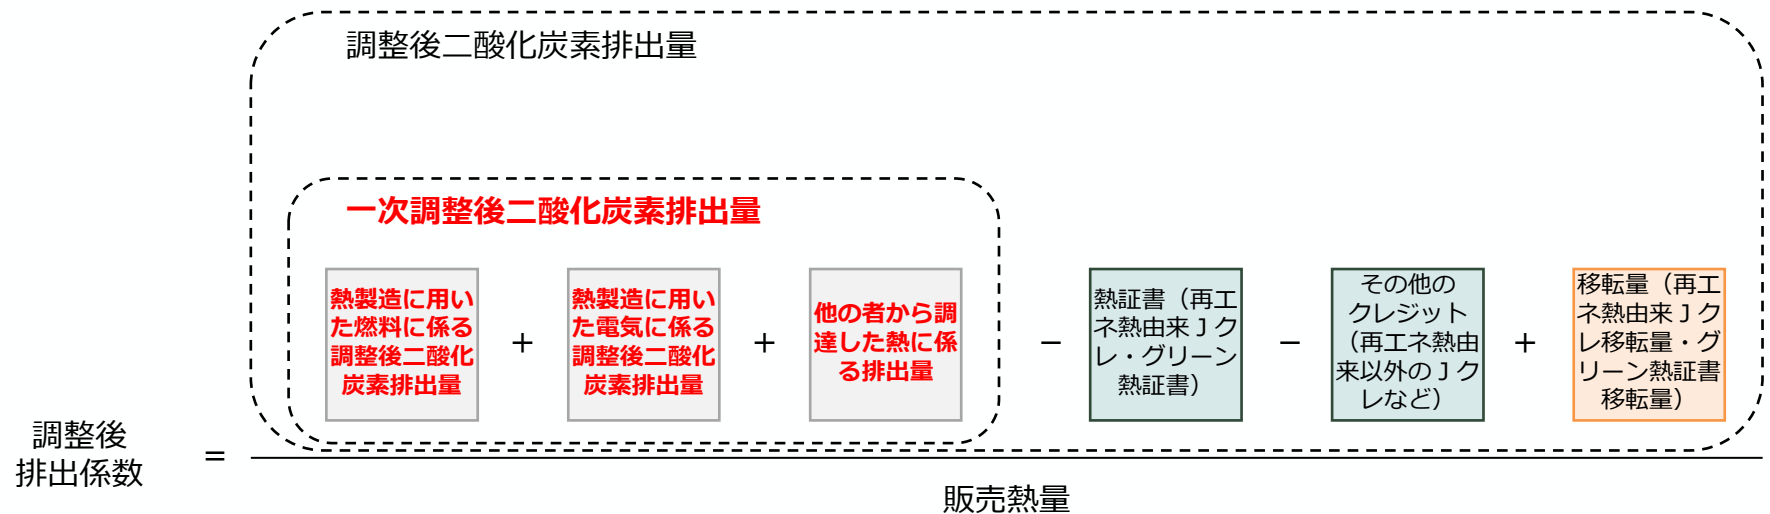 調整後二酸化炭素排出量
一次調整後二酸化炭素排出量
熱製造に用い
た燃料に係る
調整後二酸化
炭素排出量
+
熱製造に用い
た電気に係る
調整後二酸化
炭素排出量
+
他の者から調
達した熱に係
る排出量
−
熱証書（再エ
ネ熱由来Ｊク
レ・グリーン
熱証書）
−
その他の
クレジット
（再エネ熱由
来以外のＪク
レなど）
+
移転量（再エ
ネ熱由来Ｊク
レ移転量・グ
リーン熱証書
移転量）
調整後
排出係数
=
販売熱量